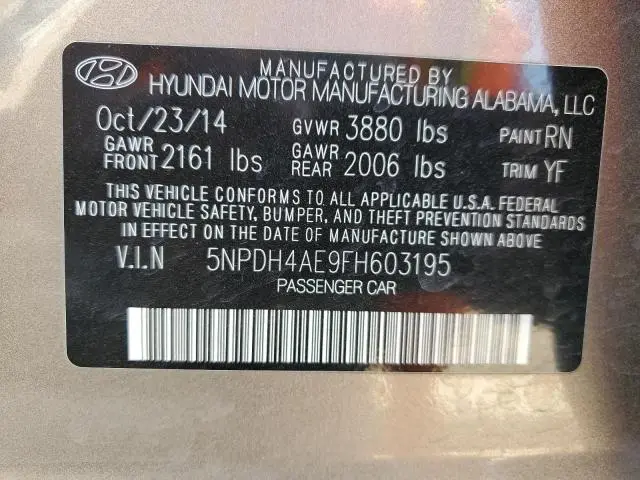 MANUFACTURED BY
HYUNDAI MOTOR MANUFACTURING ALABAMA, LLC
Oct/23/14 GVWR 3880 lbs PAINT RN
GAWR FRONT 2161 lbs GAWR REAR 2006 lbs TRIM YF
THIS VEHICLE CONFORMS TO ALL APPLICABLE U.S.A. FEDERAL
MOTOR VEHICLE SAFETY, BUMPER, AND THEFT PREVENTION STANDARDS
IN EFFECT ON THE DATE OF MANUFACTURE SHOWN ABOVE.
V.I.N 5NPDH4AE9FH603195
PASSENGER CAR